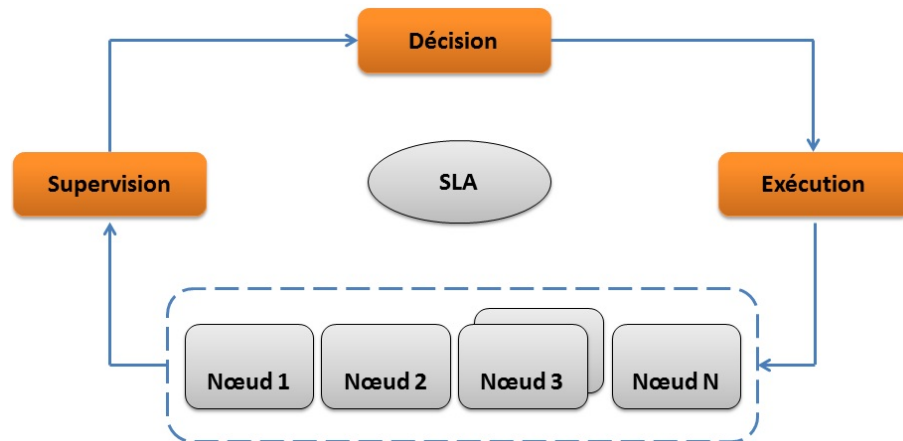 Décision
Supervision
SLA
Exécution
Nœud 1
Nœud 2
Nœud 3
Nœud N